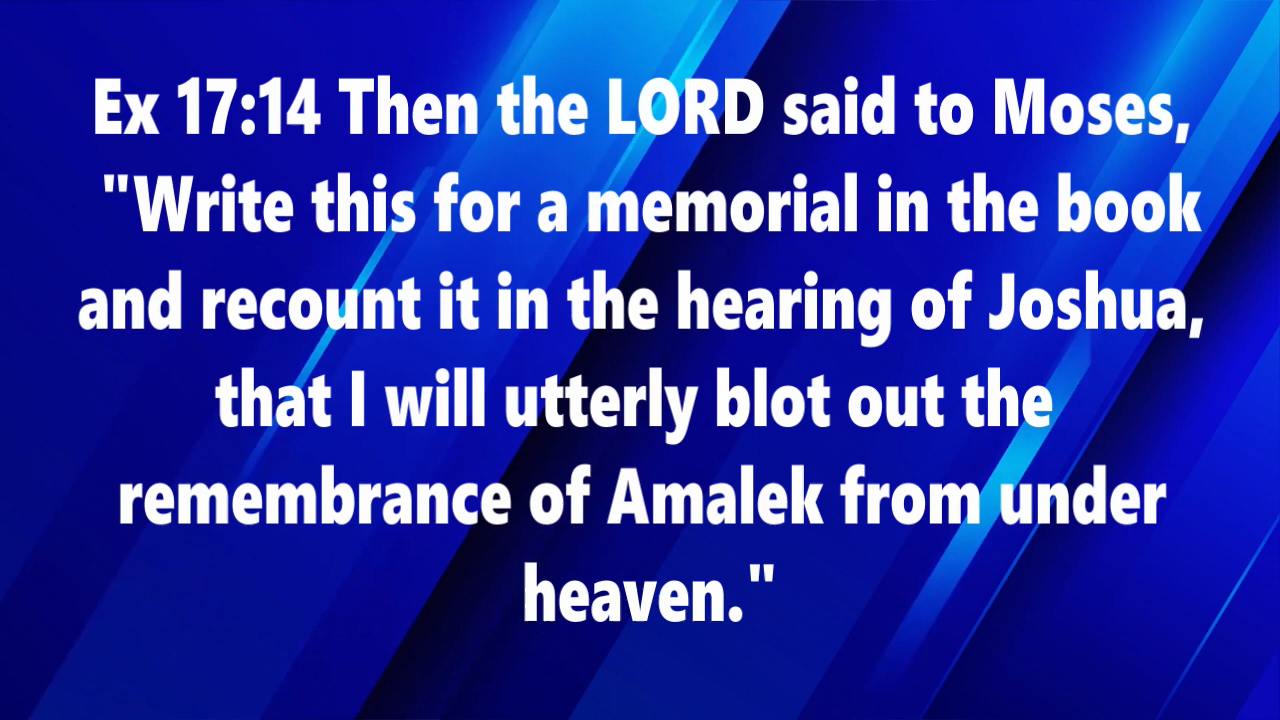 Ex 17:14 Then the LORD said to Moses,
"Write this for a memorial in the book
and recount it in the hearing of Joshua,
that I will utterly blot out the
remembrance of Amalek from under
heaven."